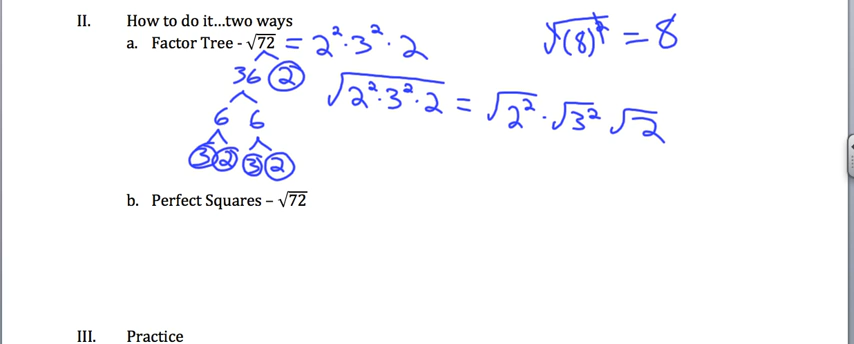 II. How to do it...two ways
a. Factor Tree - √72 = 2²·3²·2
√(8)² = 8
36 2
√2²·3²·2 = √2²·√3² √2
6 6
3 2 3 2
b. Perfect Squares – √72
III. Practice